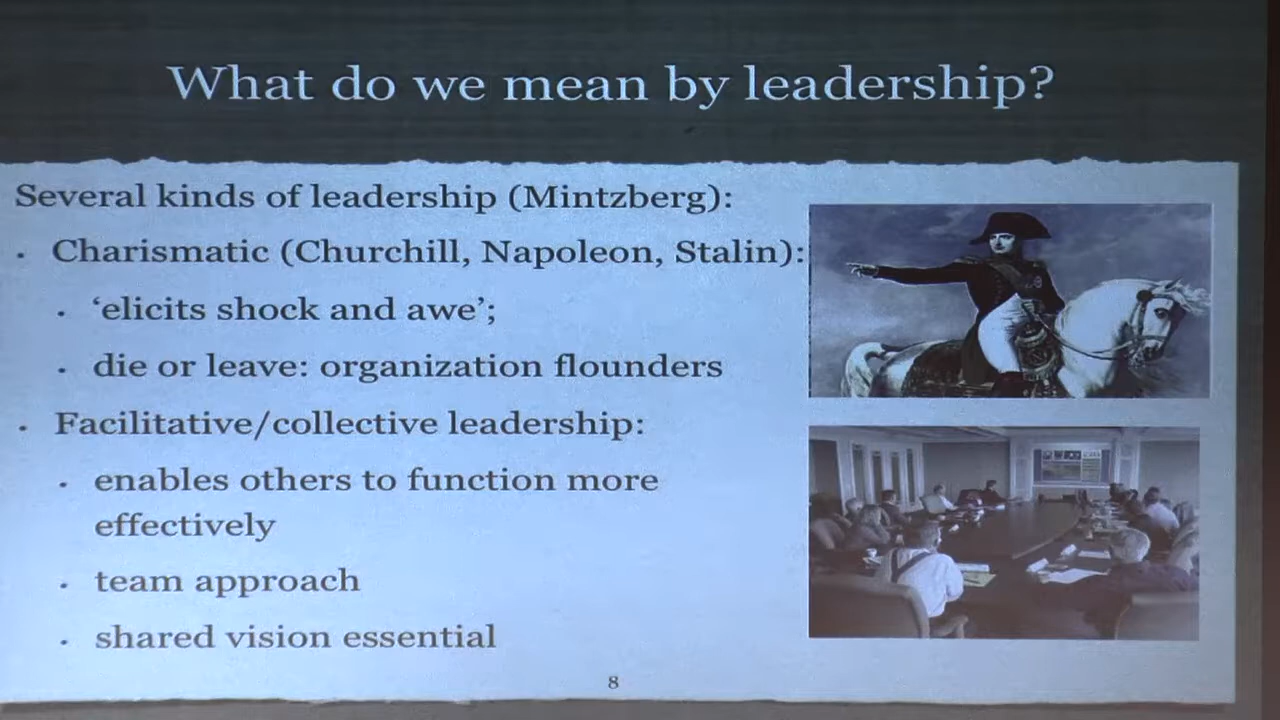 What do we mean by leadership?
Several kinds of leadership (Mintzberg):
• Charismatic (Churchill, Napoleon, Stalin):
• ‘elicits shock and awe’;
• die or leave: organization flounders
• Facilitative/collective leadership:
• enables others to function more
effectively
• team approach
• shared vision essential
8